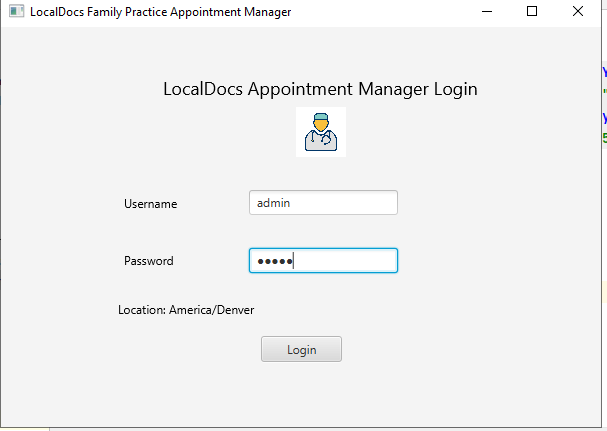 LocalDocs Family Practice Appointment Manager
LocalDocs Appointment Manager Login
Username
admin
Password
●●●●●
Location: America/Denver
Login